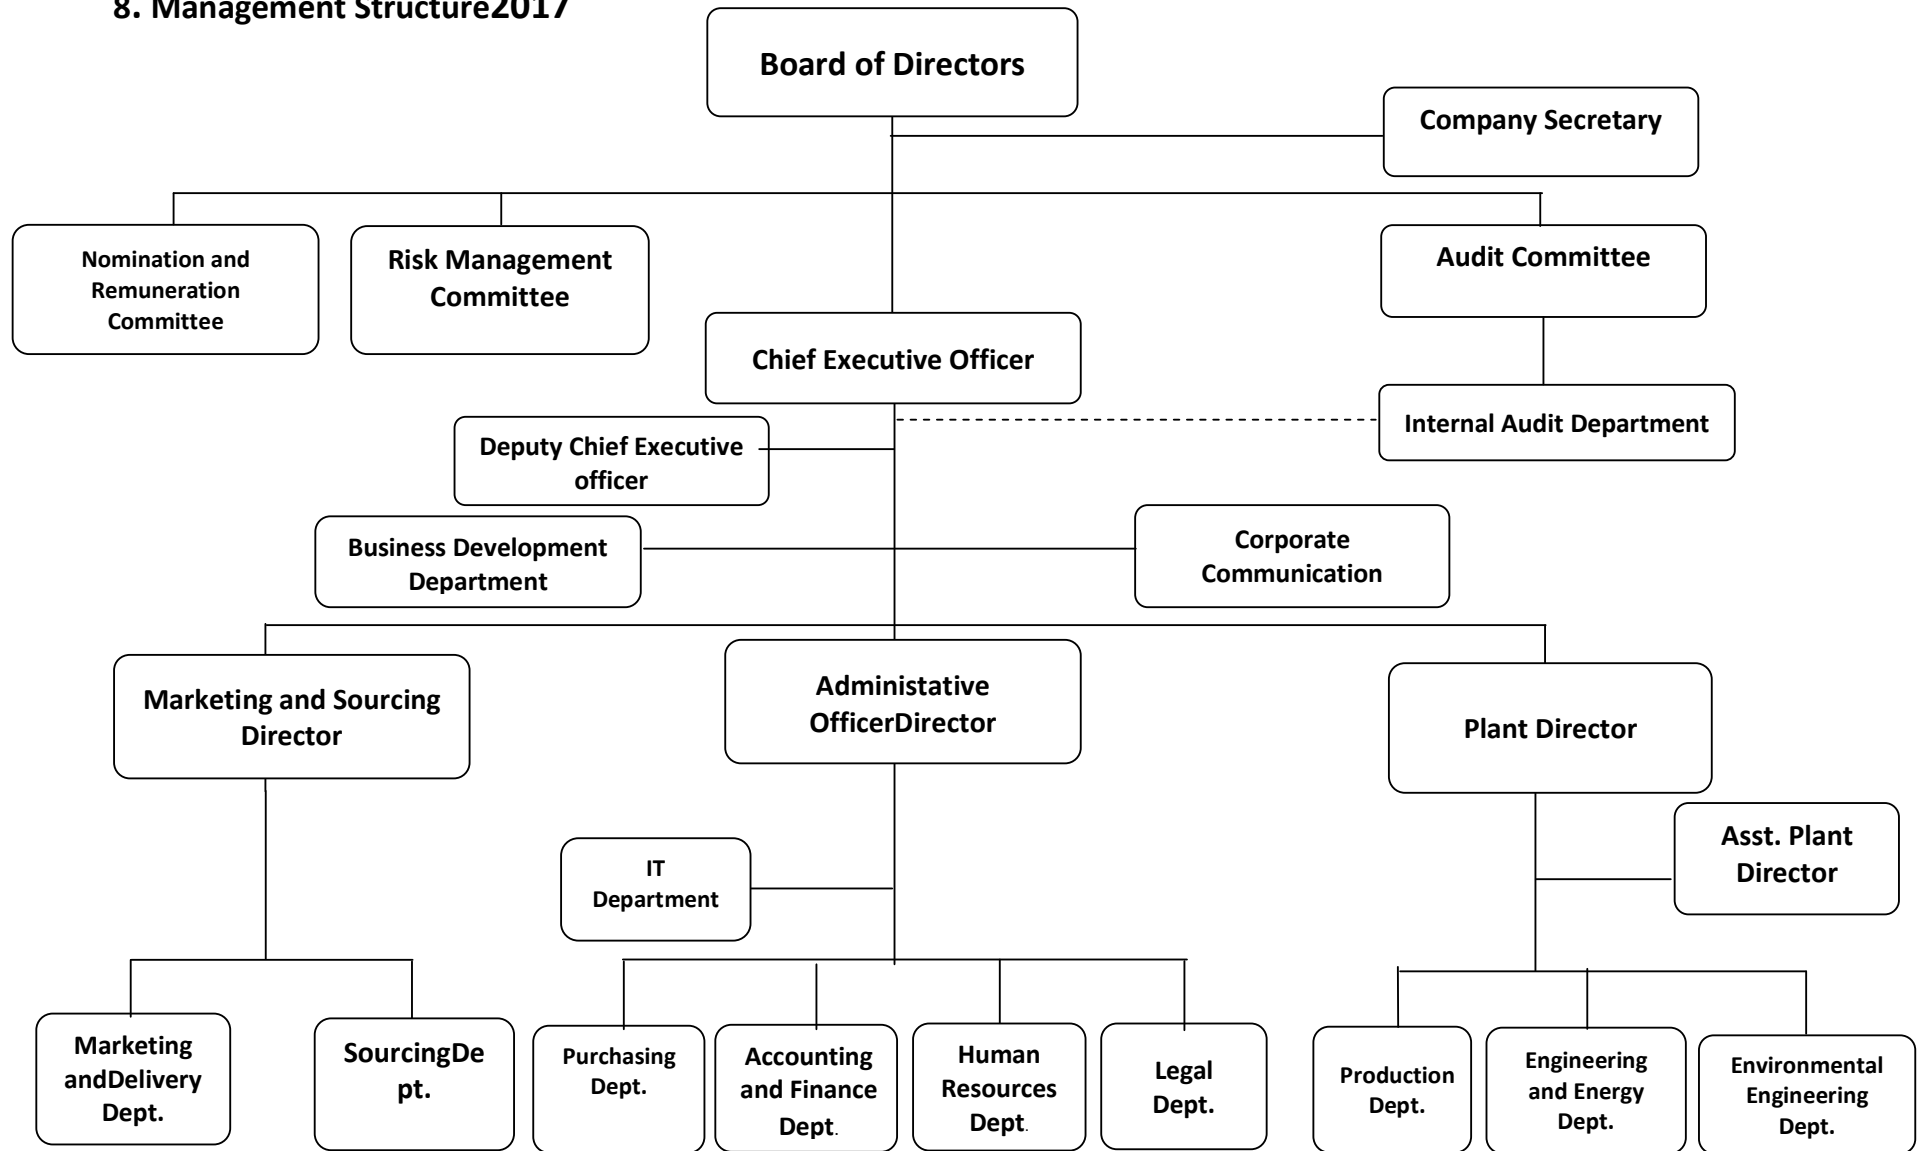 8. Management Structure2017
Board of Directors
Company Secretary
Nomination and
Remuneration
Committee
Risk Management
Committee
Audit Committee
Chief Executive Officer
Internal Audit Department
Deputy Chief Executive
officer
Business Development
Department
Corporate
Communication
Marketing and Sourcing
Director
Administative
OfficerDirector
Plant Director
Asst. Plant
Director
IT
Department
Marketing
andDelivery
Dept.
SourcingDe
pt.
Purchasing
Dept.
Accounting
and Finance
Dept.
Human
Resources
Dept.
Legal
Dept.
Production
Dept.
Engineering
and Energy
Dept.
Environmental
Engineering
Dept.